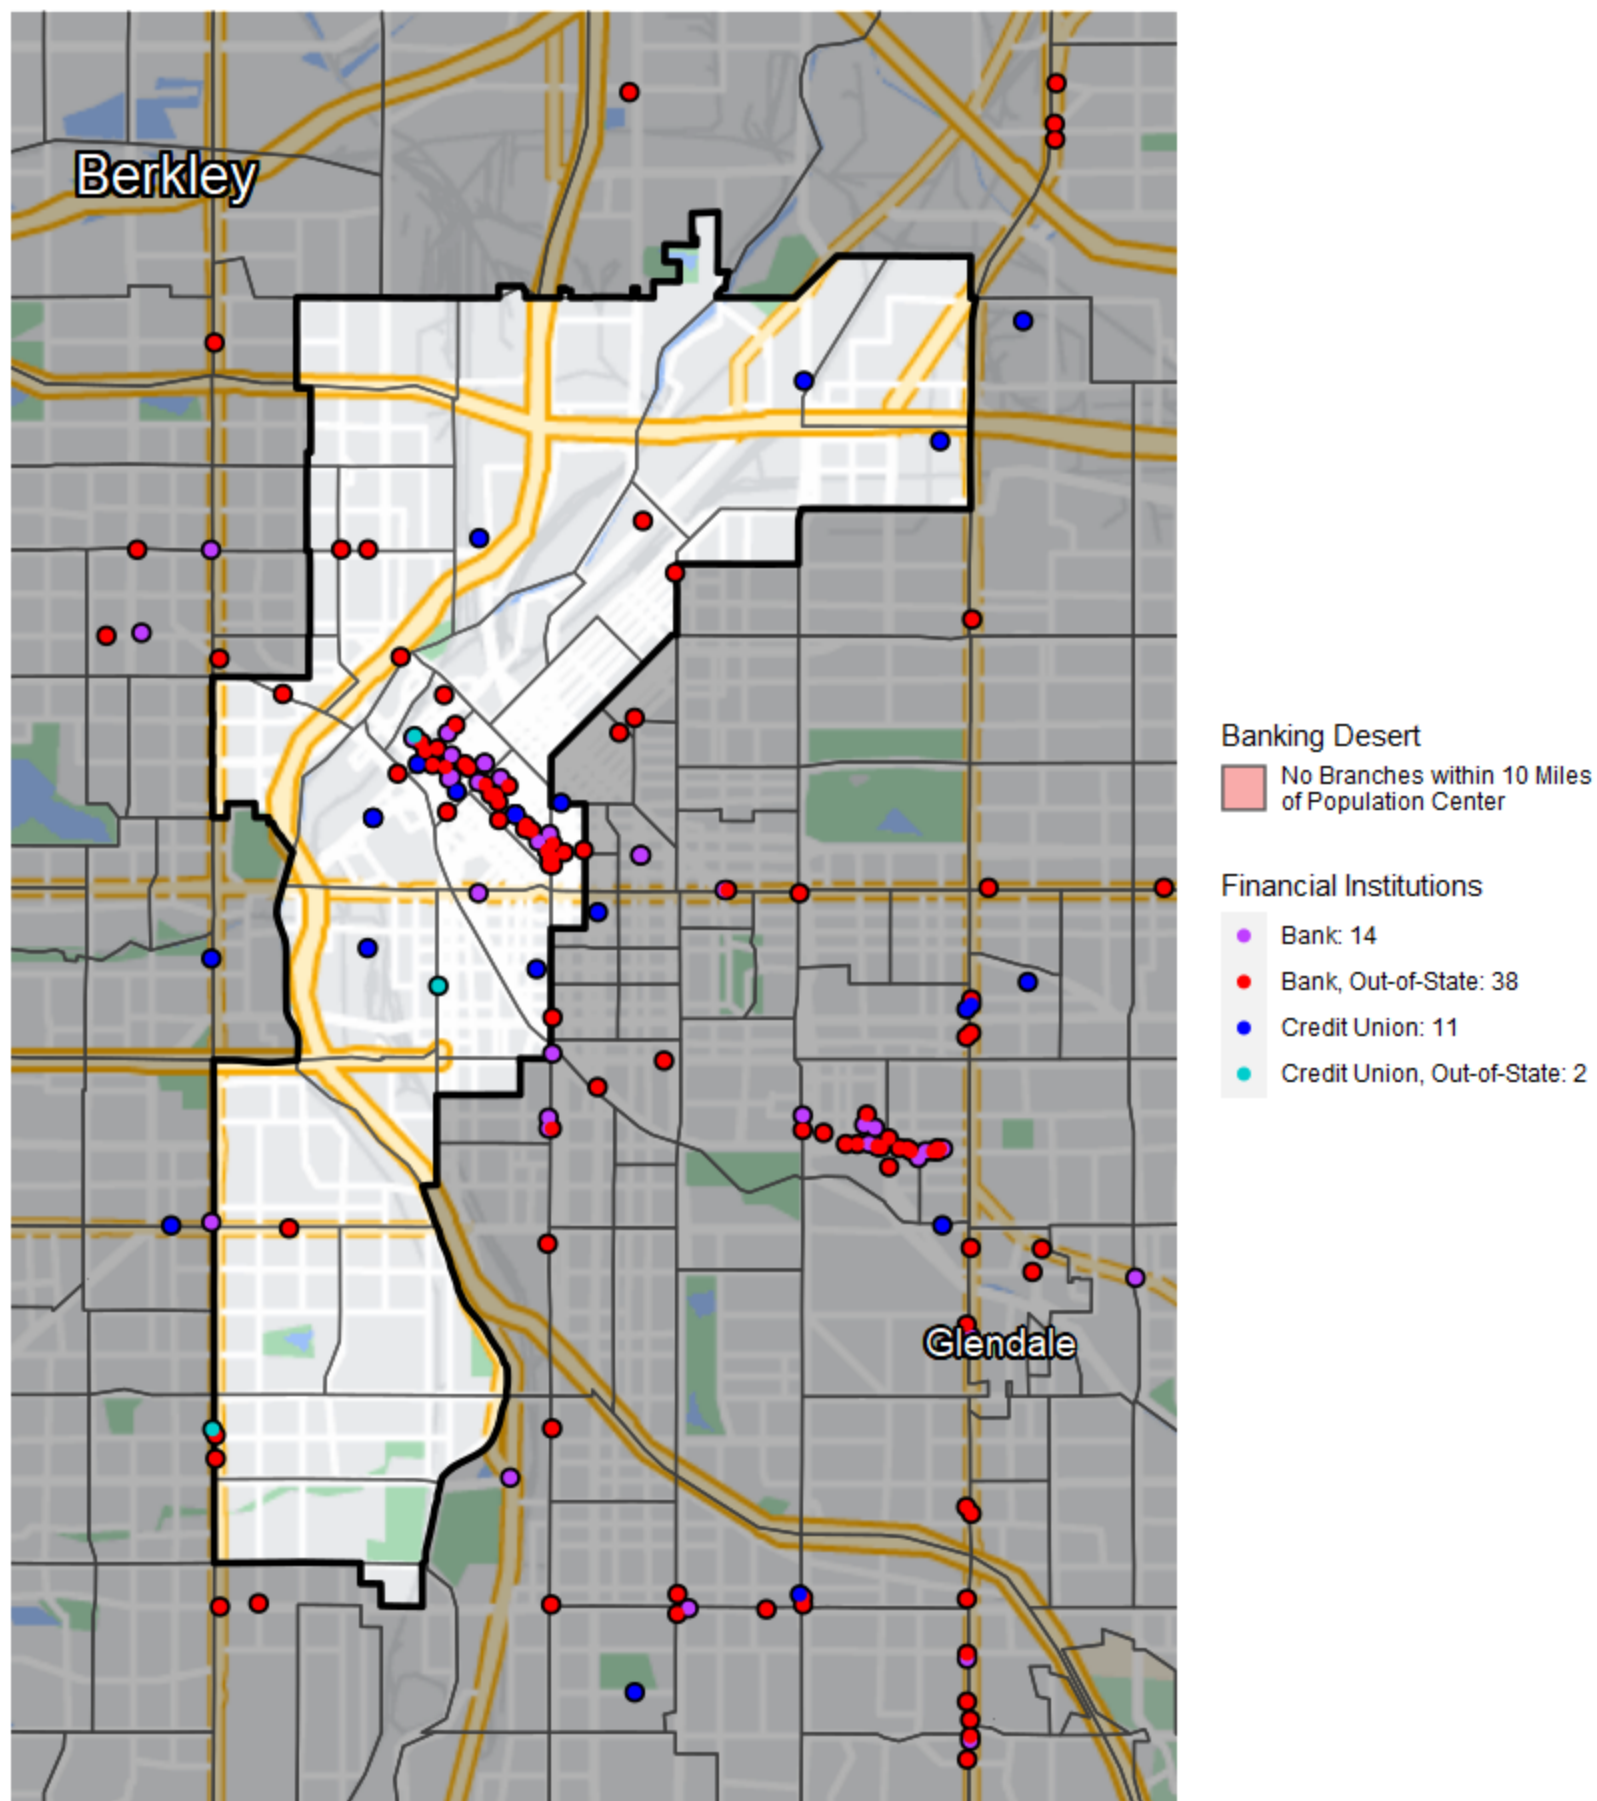 Berkley
Glendale
Banking Desert
No Branches within 10 Miles
of Population Center
Financial Institutions
Bank: 14
Bank, Out-of-State: 38
Credit Union: 11
Credit Union, Out-of-State: 2